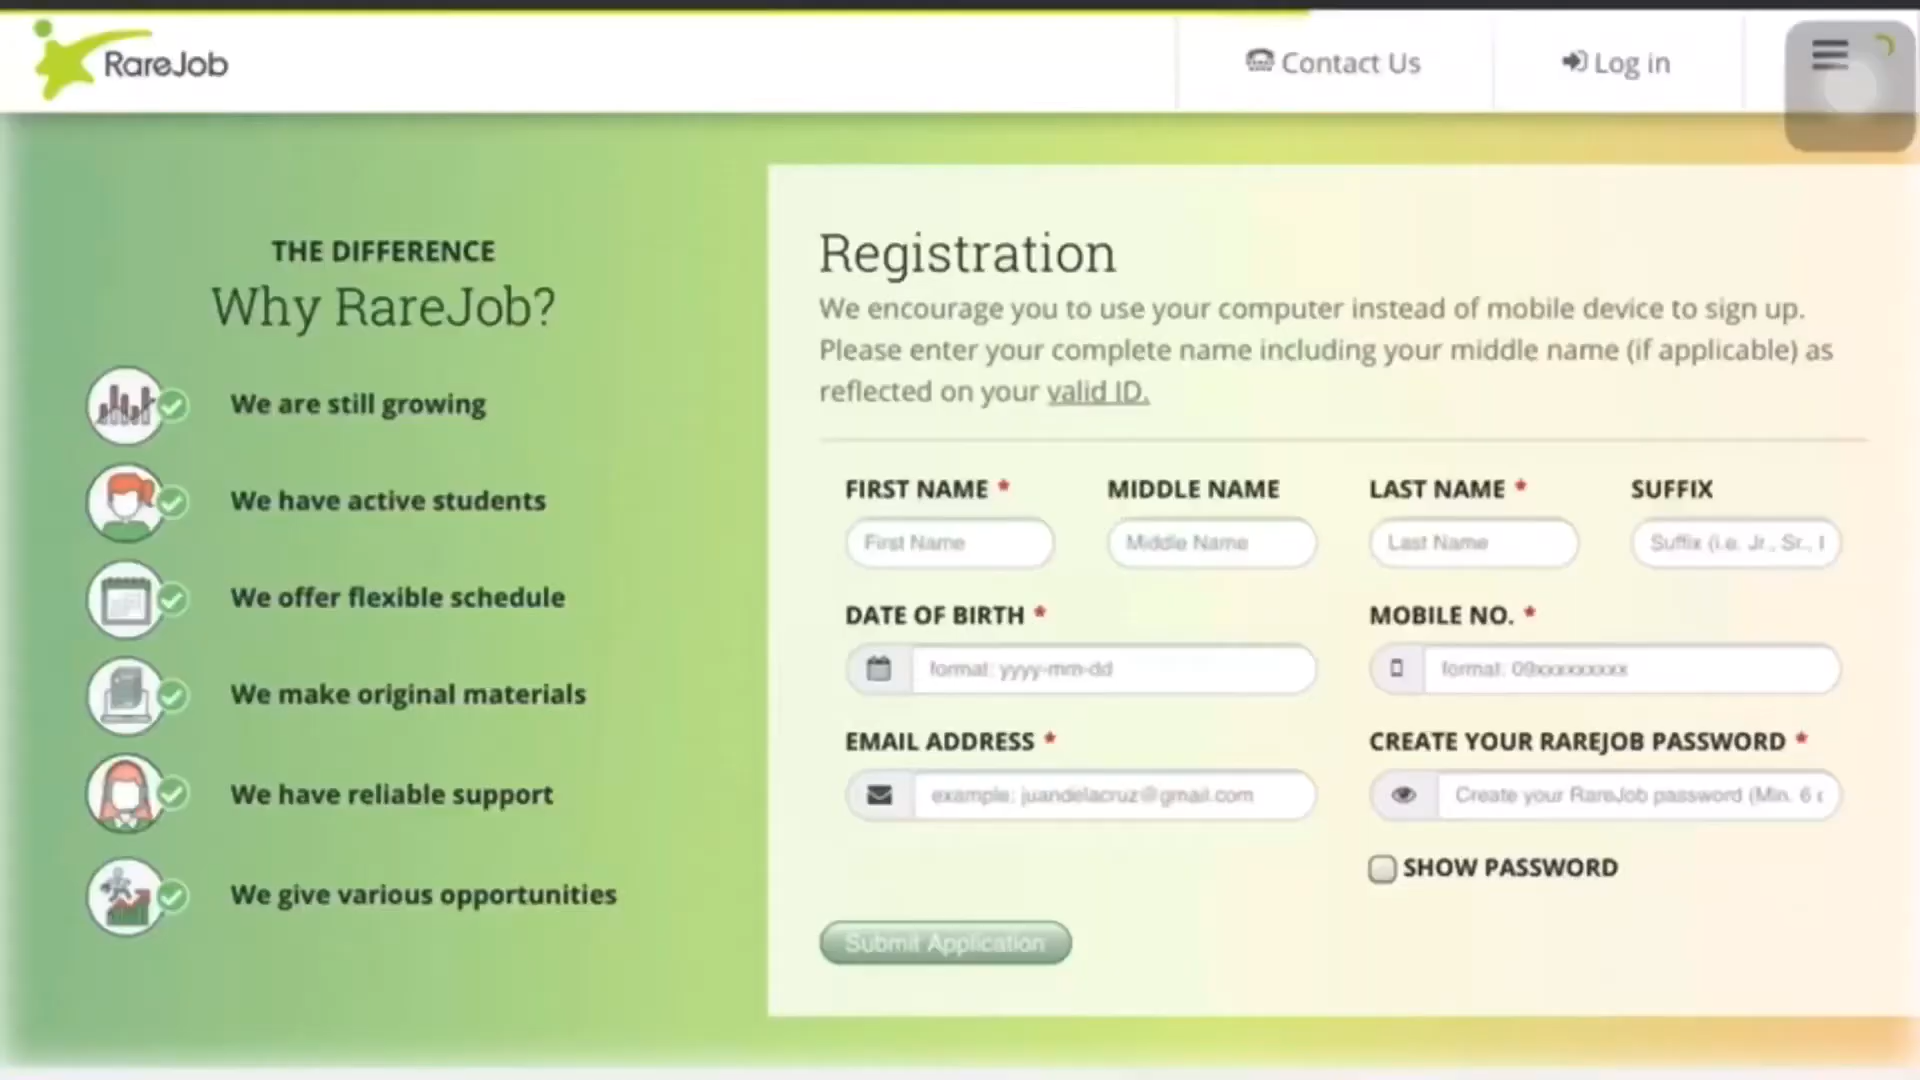 RareJob
Contact Us
Log in
THE DIFFERENCE
Why RareJob?
We are still growing
We have active students
We offer flexible schedule
We make original materials
We have reliable support
We give various opportunities
Registration
We encourage you to use your computer instead of mobile device to sign up.
Please enter your complete name including your middle name (if applicable) as
reflected on your valid ID.
FIRST NAME * MIDDLE NAME LAST NAME * SUFFIX
First Name Middle Name Last Name Suffix (i.e. Jr., Sr., I
DATE OF BIRTH * MOBILE NO. *
format: yyyy-mm-dd format: 09xxxxxxxxx
EMAIL ADDRESS * CREATE YOUR RAREJOB PASSWORD *
example: juandelacruz@gmail.com Create your RareJob password (Min. 6 c
SHOW PASSWORD
Submit Application